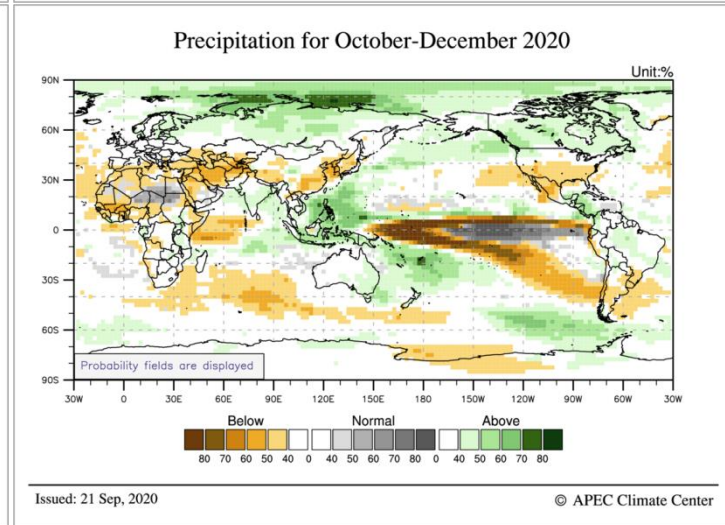 Precipitation for October-December 2020
Unit:%
90N
60N
30N
0
30S
60S
90S
Probability fields are displayed
30W 0 30E 60E 90E 120E 150E 180 150W 120W 90W 60W 30W
Below Normal Above
80 70 60 50 40 0 40 50 60 70 80 0 40 50 60 70 80
Issued: 21 Sep, 2020 © APEC Climate Center